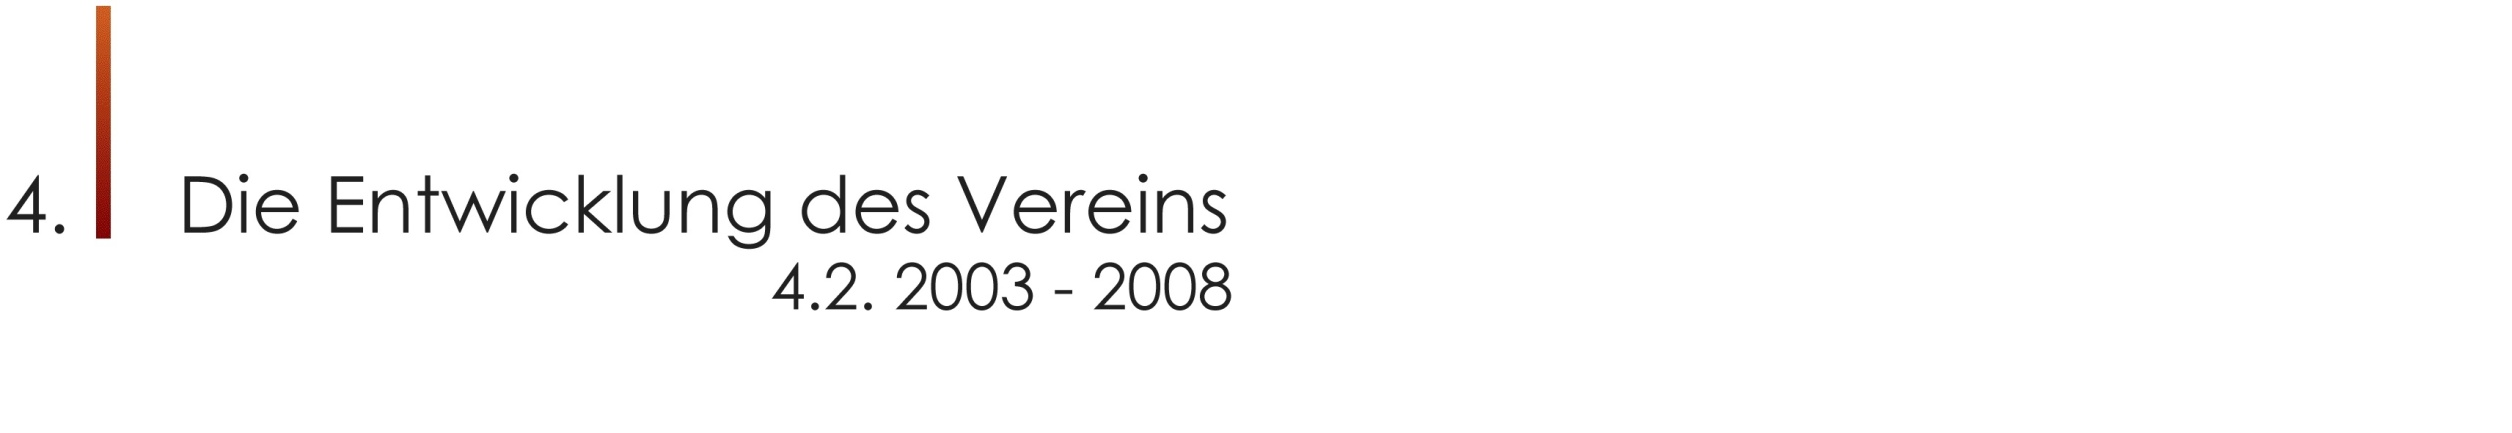 4. Die Entwicklung des Vereins
4.2. 2003 – 2008